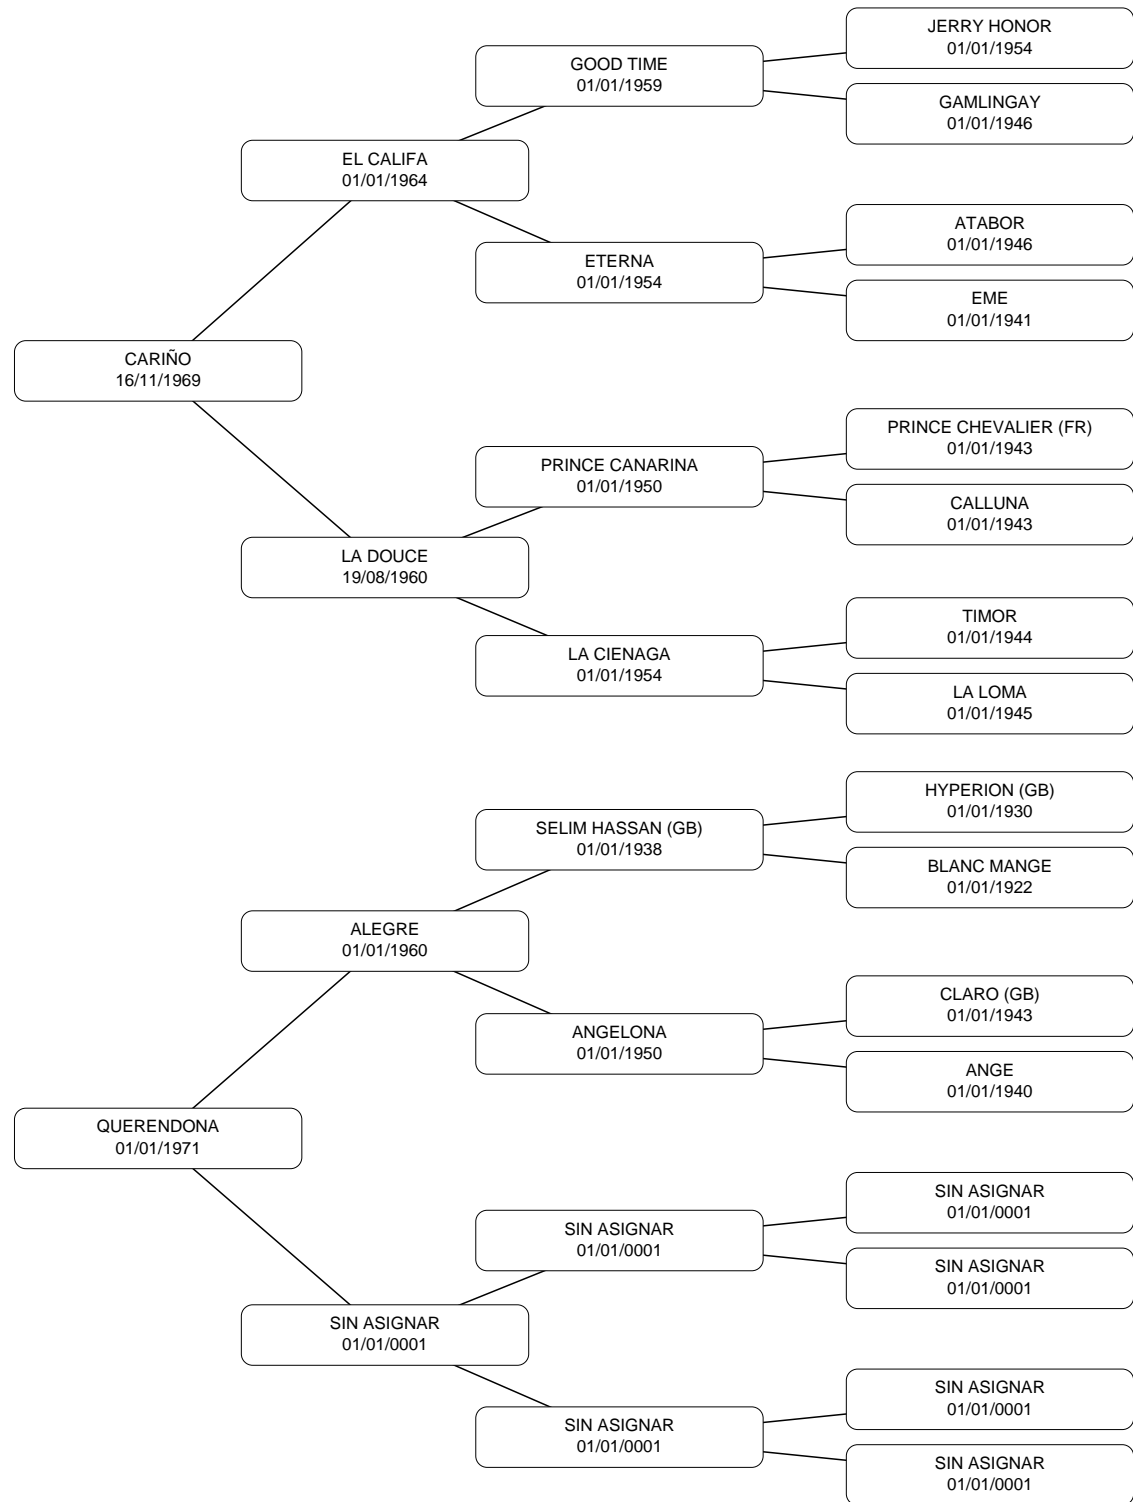 JERRY HONOR
01/01/1954
GOOD TIME
01/01/1959
GAMLINGAY
01/01/1946
EL CALIFA
01/01/1964
ATABOR
01/01/1946
ETERNA
01/01/1954
EME
01/01/1941
CARIÑO
16/11/1969
PRINCE CHEVALIER (FR)
01/01/1943
PRINCE CANARINA
01/01/1950
CALLUNA
01/01/1943
LA DOUCE
19/08/1960
TIMOR
01/01/1944
LA CIENAGA
01/01/1954
LA LOMA
01/01/1945
HYPERION (GB)
01/01/1930
SELIM HASSAN (GB)
01/01/1938
BLANC MANGE
01/01/1922
ALEGRE
01/01/1960
CLARO (GB)
01/01/1943
ANGELONA
01/01/1950
ANGE
01/01/1940
QUERENDONA
01/01/1971
SIN ASIGNAR
01/01/0001
SIN ASIGNAR
01/01/0001
SIN ASIGNAR
01/01/0001
SIN ASIGNAR
01/01/0001
SIN ASIGNAR
01/01/0001
SIN ASIGNAR
01/01/0001
SIN ASIGNAR
01/01/0001